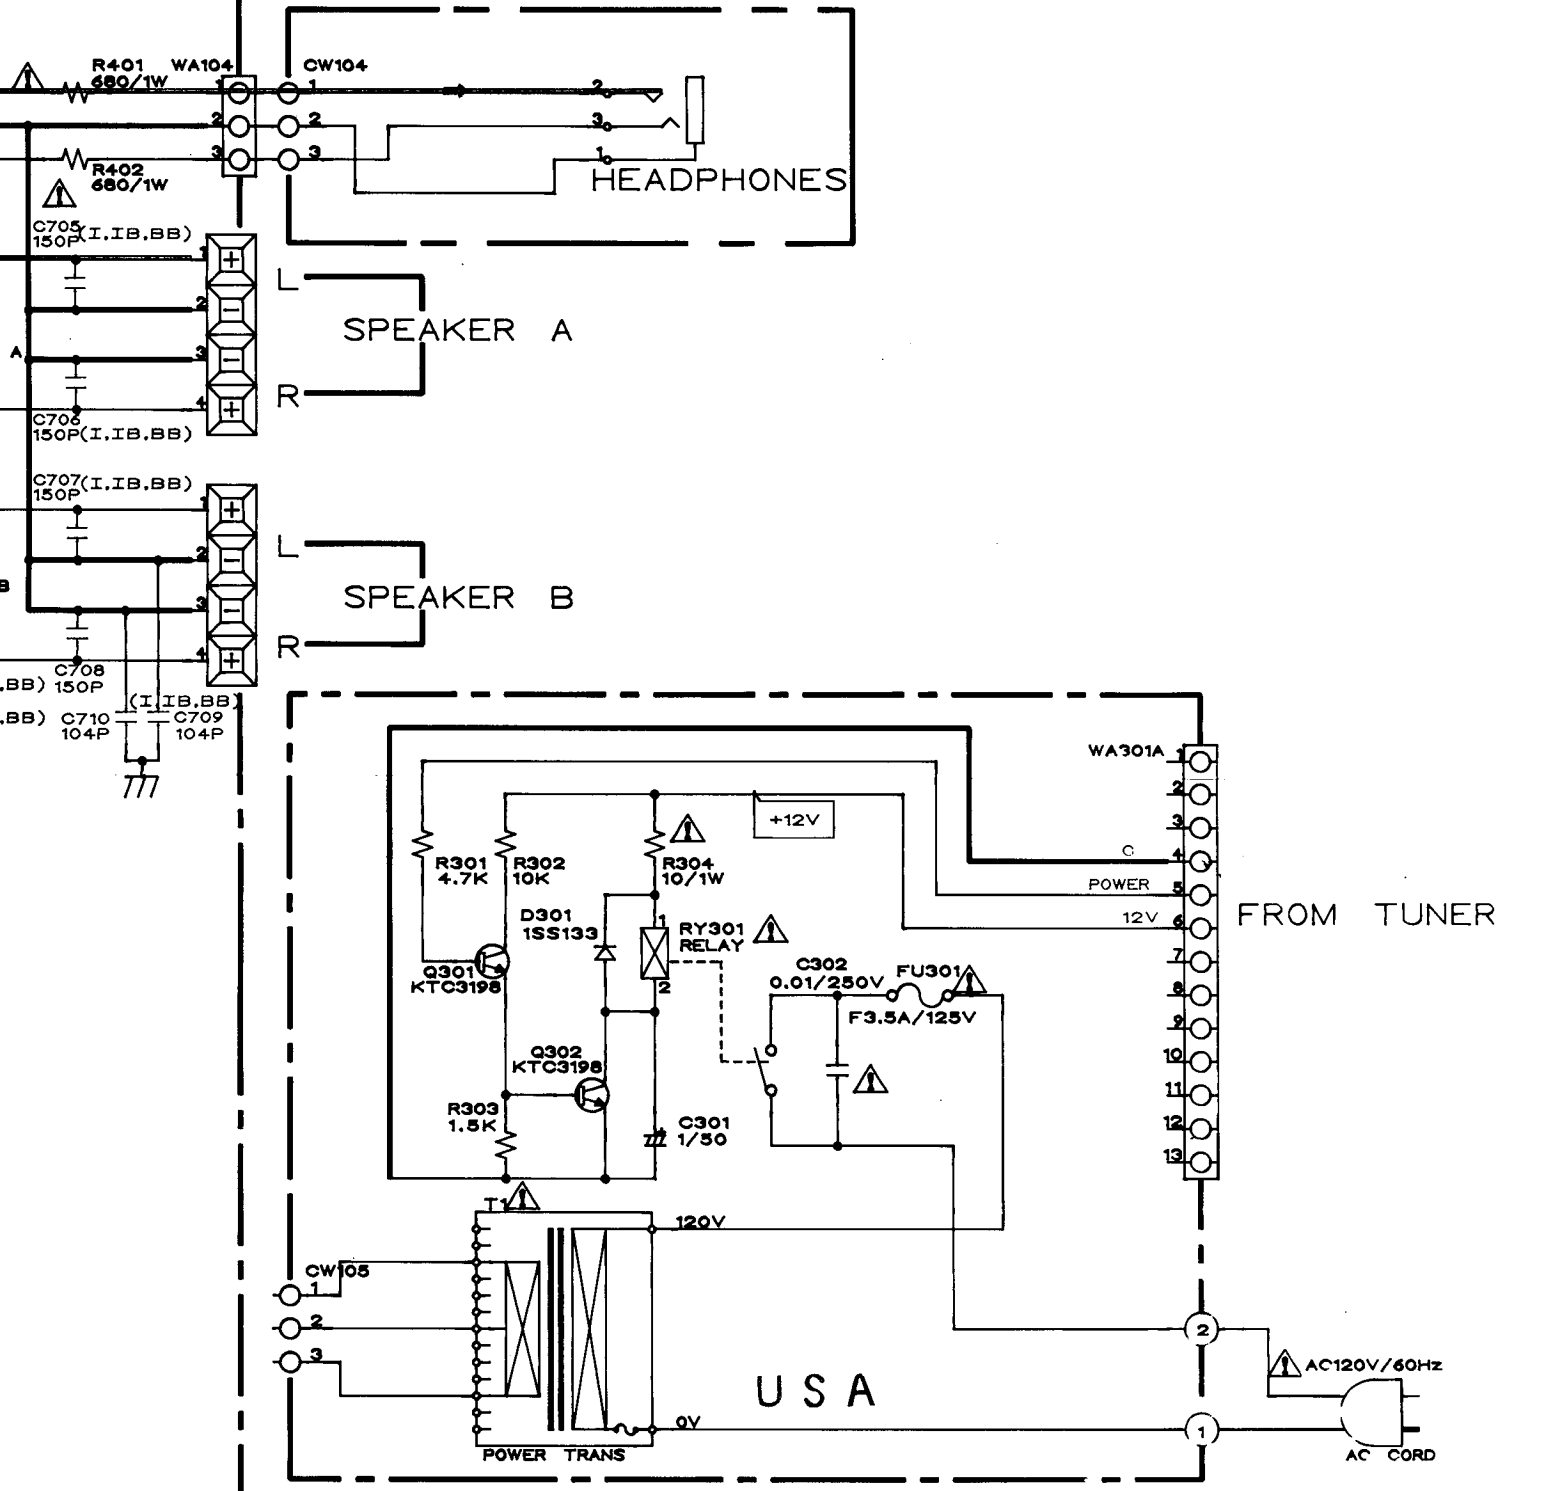 R401 WA104 CW104
680/1W
1 1 2
2 2 3
3 3 1
R402
680/1W
HEADPHONES
C705 (I,IB,BB)
150P
1 +
L
2 -
SPEAKER A
A 3 -
R
4 +
C706
150P(I,IB,BB)
C707(I,IB,BB)
150P
1 +
L
2 -
B SPEAKER B
3 -
R
4 +
C708
,BB) 150P
(I,IB,BB)
,BB) C710 C709
104P 104P
WA301A 1
2
+12V
3
4
R301 R302 R304
4.7K 10K 10/1W
POWER 5
12V 6
FROM TUNER
D301
1SS133
1
RY301
RELAY
2
7
Q301
KTC3198
C302 FU301
0.01/250V
F3.5A/125V
8
9
10
Q302
KTC3198
11
R303
1.5K
C301
1/50
12
13
T1
120V
CW105
1
2
3
2
AC120V/60Hz
USA
0V
1
POWER TRANS
AC CORD